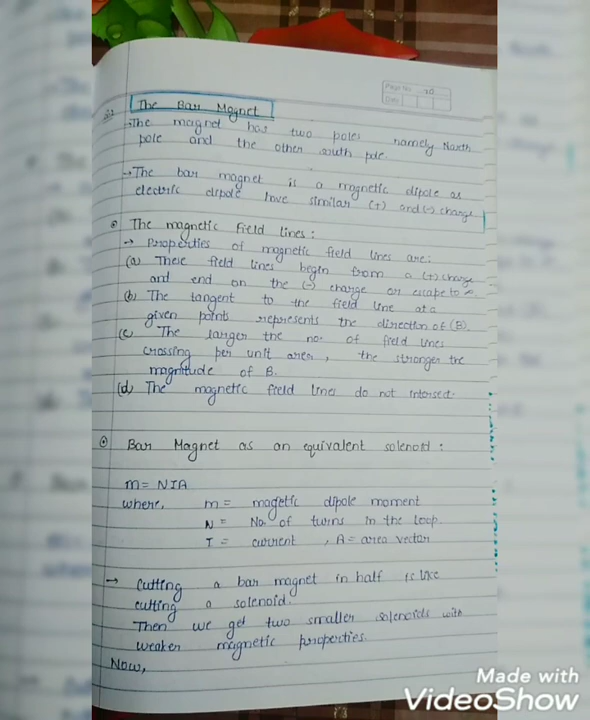 Page No. 20
Date
The Bar Magnet
→The magnet has two poles namely North
pole and the other south pole.
→The bar magnet is a magnetic dipole as
electric dipole have similar (+) and (-) charge
The magnetic field lines :
→ Properties of magnetic field lines are:
(a) These field lines begin from a (+) charge
and end on the (-) charge or escape to ∞.
(b) The tangent to the field line at a
given points represents the direction of (B).
(c) The larger the no. of field lines
crossing per unit area, the stronger the
magnitude of B.
(d) The magnetic field lines do not intersect.
Bar Magnet as an equivalent solenoid :
m = NIA
where, m = magetic dipole moment
N = No. of turns in the loop.
I = current , A = area vector
→ Cutting a bar magnet in half is like
cutting a solenoid.
Then we get two smaller solenoids with
weaker magnetic properties.
Now,
Made with
VideoShow